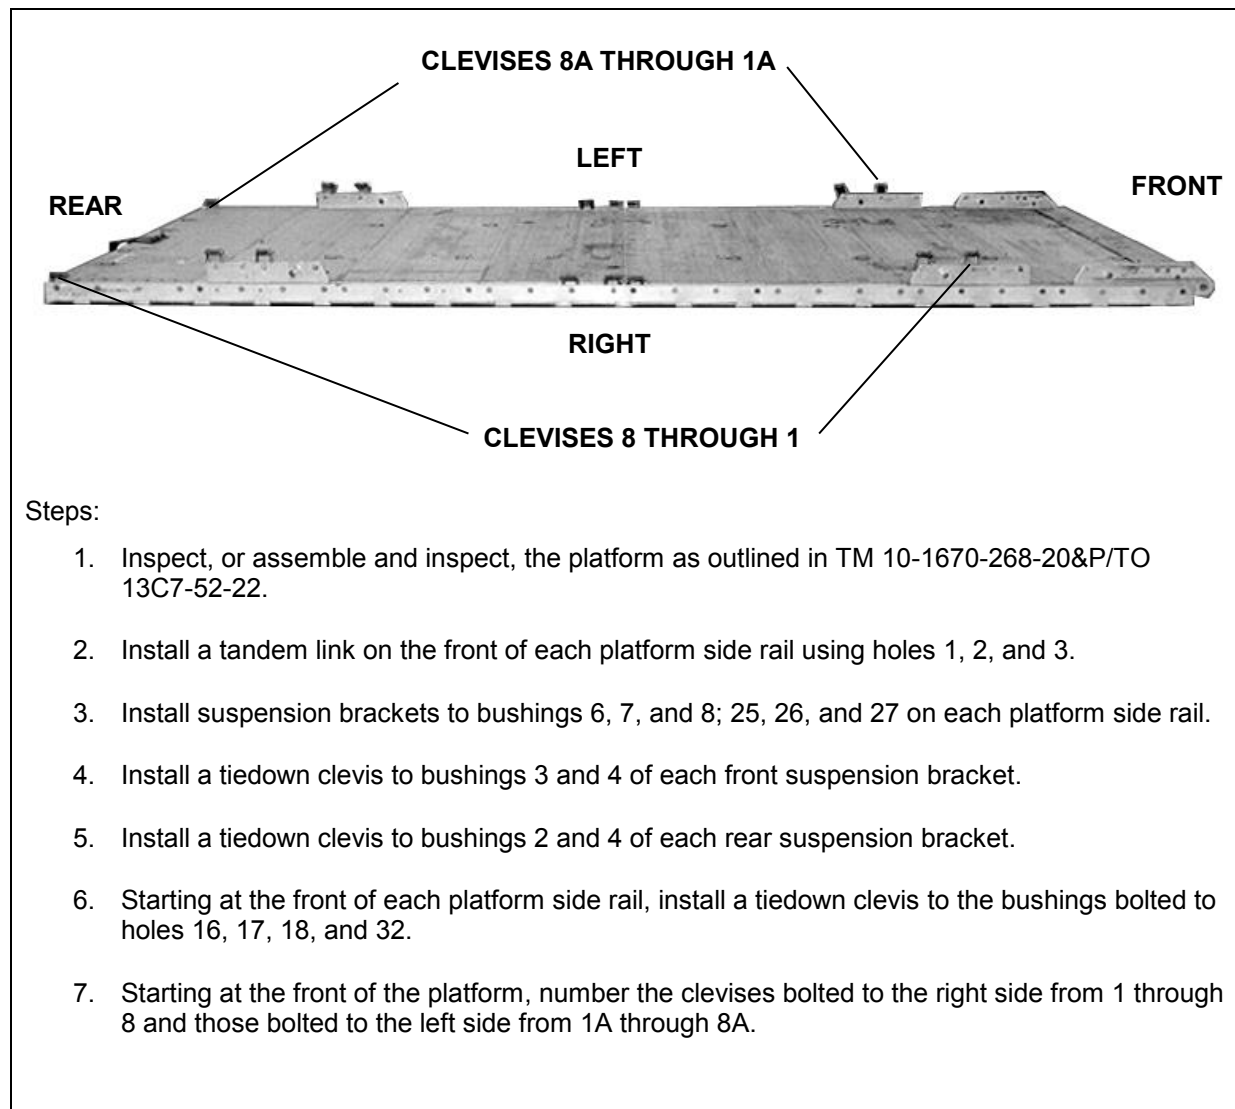 CLEVISES 8A THROUGH 1A
LEFT
REAR
FRONT
RIGHT
CLEVISES 8 THROUGH 1
Steps:
1. Inspect, or assemble and inspect, the platform as outlined in TM 10-1670-268-20&P/TO
13C7-52-22.
2. Install a tandem link on the front of each platform side rail using holes 1, 2, and 3.
3. Install suspension brackets to bushings 6, 7, and 8; 25, 26, and 27 on each platform side rail.
4. Install a tiedown clevis to bushings 3 and 4 of each front suspension bracket.
5. Install a tiedown clevis to bushings 2 and 4 of each rear suspension bracket.
6. Starting at the front of each platform side rail, install a tiedown clevis to the bushings bolted to
holes 16, 17, 18, and 32.
7. Starting at the front of the platform, number the clevises bolted to the right side from 1 through
8 and those bolted to the left side from 1A through 8A.